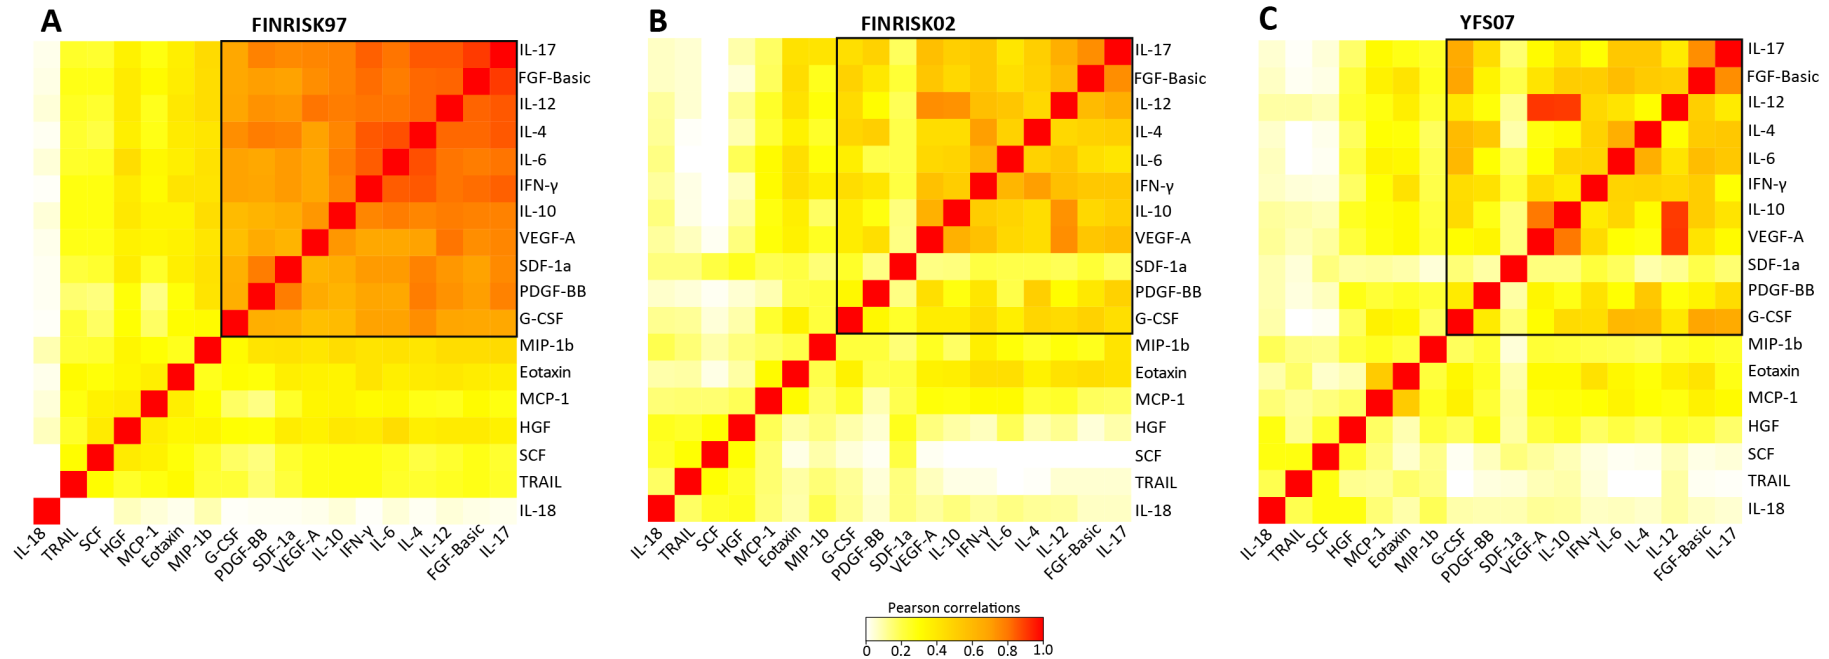 A
FINRISK97
IL-17
FGF-Basic
IL-12
IL-4
IL-6
IFN-γ
IL-10
VEGF-A
SDF-1a
PDGF-BB
G-CSF
MIP-1b
Eotaxin
MCP-1
HGF
SCF
TRAIL
IL-18
IL-18 TRAIL SCF HGF MCP-1 Eotaxin MIP-1b G-CSF PDGF-BB SDF-1a VEGF-A IL-10 IFN-γ IL-6 IL-4 IL-12 FGF-Basic IL-17
B
FINRISK02
IL-17
FGF-Basic
IL-12
IL-4
IL-6
IFN-γ
IL-10
VEGF-A
SDF-1a
PDGF-BB
G-CSF
MIP-1b
Eotaxin
MCP-1
HGF
SCF
TRAIL
IL-18
IL-18 TRAIL SCF HGF MCP-1 Eotaxin MIP-1b G-CSF PDGF-BB SDF-1a VEGF-A IL-10 IFN-γ IL-6 IL-4 IL-12 FGF-Basic IL-17
C
YFS07
IL-17
FGF-Basic
IL-12
IL-4
IL-6
IFN-γ
IL-10
VEGF-A
SDF-1a
PDGF-BB
G-CSF
MIP-1b
Eotaxin
MCP-1
HGF
SCF
TRAIL
IL-18
IL-18 TRAIL SCF HGF MCP-1 Eotaxin MIP-1b G-CSF PDGF-BB SDF-1a VEGF-A IL-10 IFN-γ IL-6 IL-4 IL-12 FGF-Basic IL-17
Pearson correlations
0 0.2 0.4 0.6 0.8 1.0